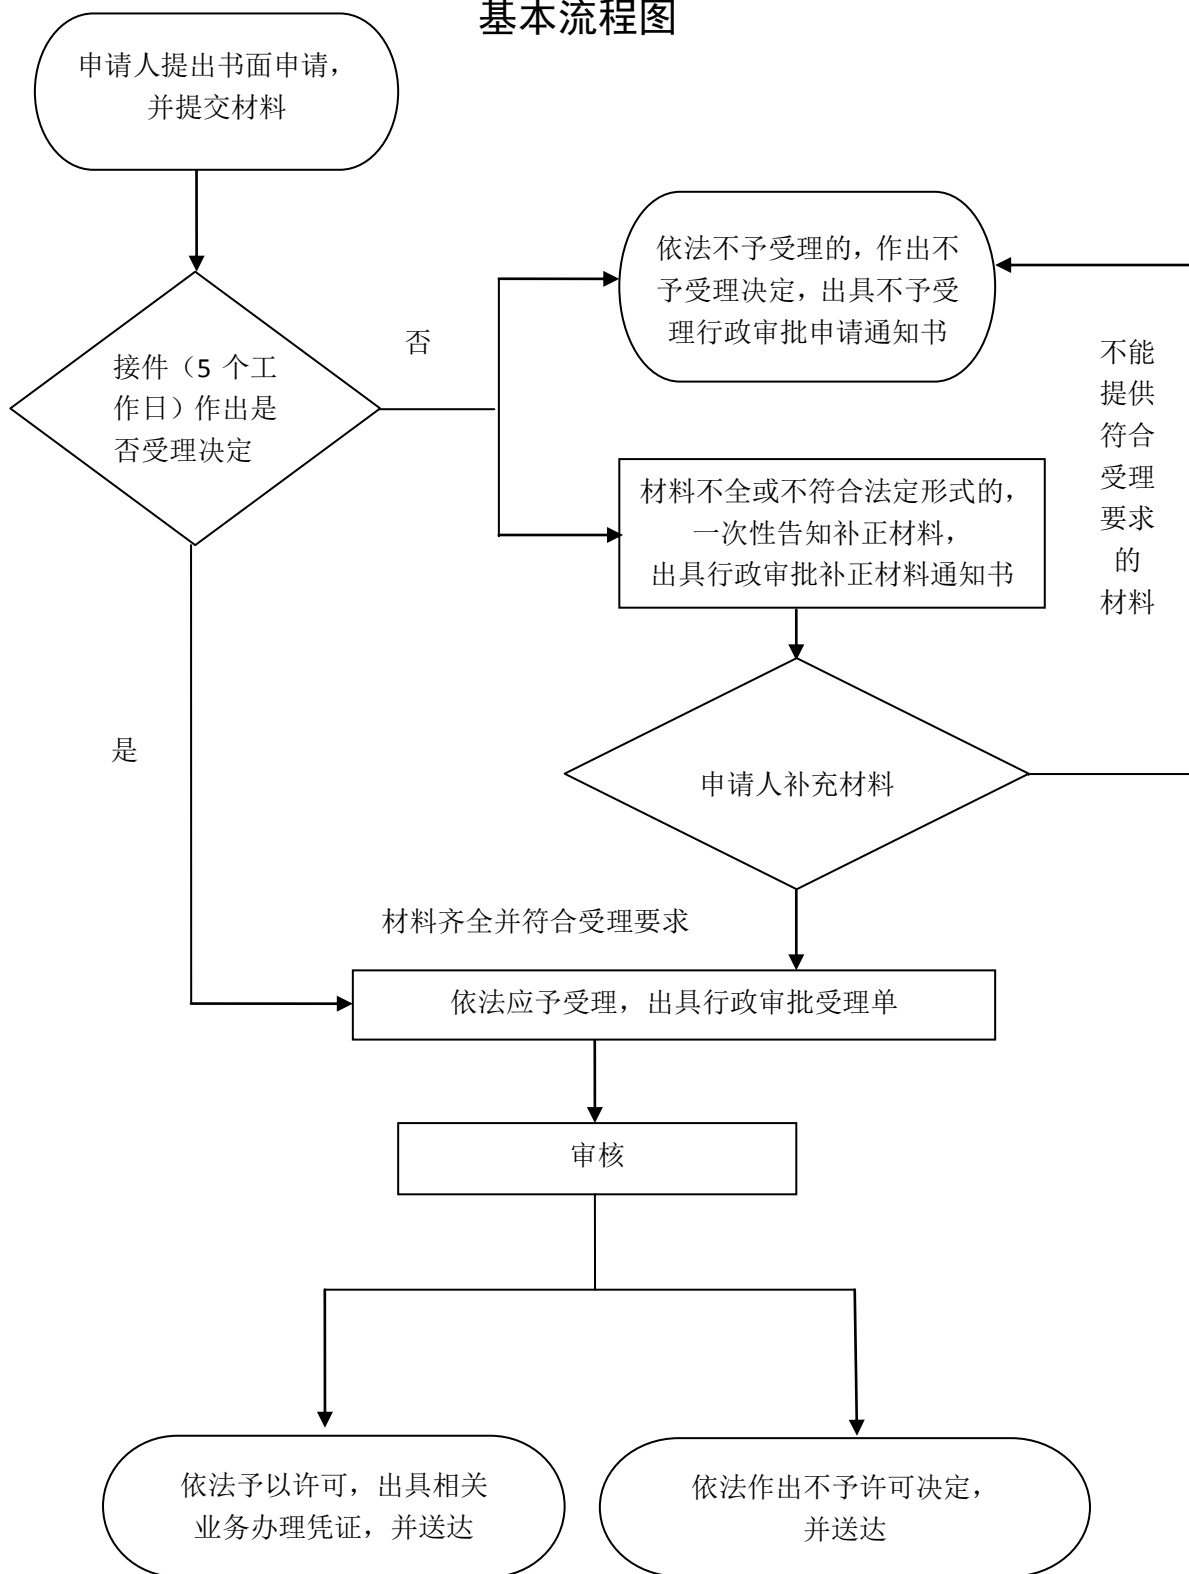 基本流程图
申请人提出书面申请，
并提交材料
依法不予受理的，作出不
予受理决定，出具不予受
理行政审批申请通知书
否
接件（5 个工
作日）作出是
否受理决定
不能
提供
符合
受理
要求
的
材料
材料不全或不符合法定形式的，
一次性告知补正材料，
出具行政审批补正材料通知书
是
申请人补充材料
材料齐全并符合受理要求
依法应予受理，出具行政审批受理单
审核
依法予以许可，出具相关
业务办理凭证，并送达
依法作出不予许可决定，
并送达